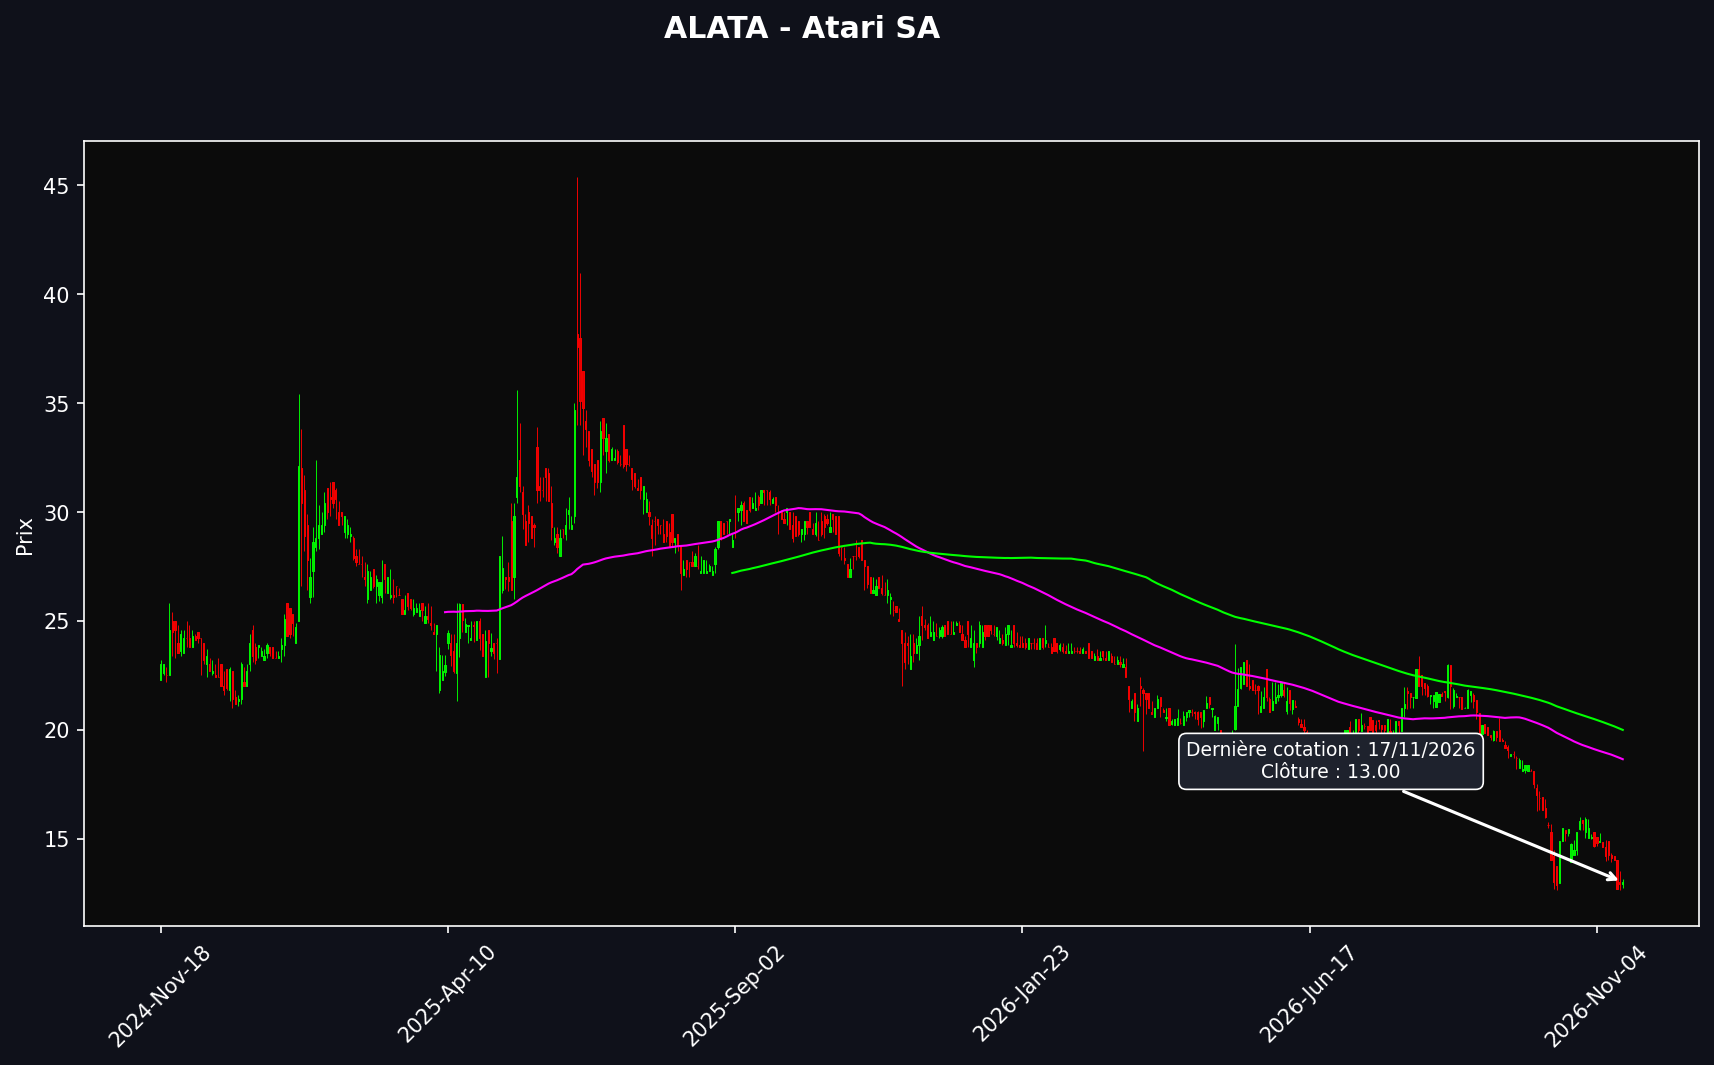 ALATA - Atari SA
Prix
45
40
35
30
25
20
15
Dernière cotation : 17/11/2026
Clôture : 13.00
2024-Nov-18
2025-Apr-10
2025-Sep-02
2026-Jan-23
2026-Jun-17
2026-Nov-04